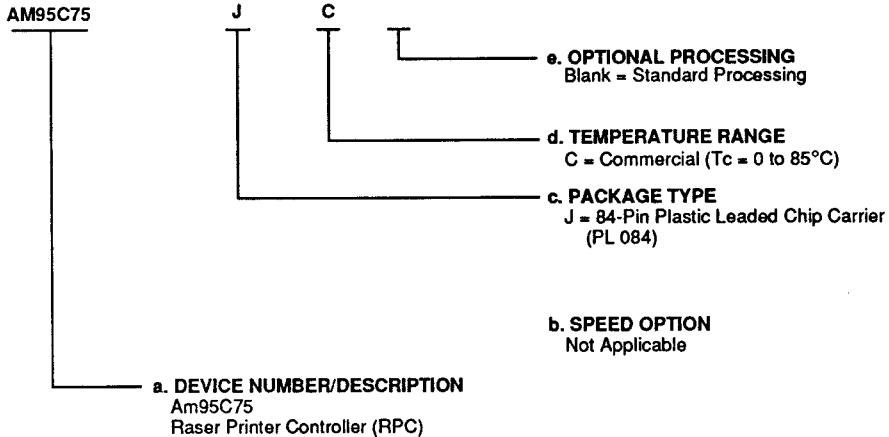 AM95C75 J C
e. OPTIONAL PROCESSING
Blank = Standard Processing
d. TEMPERATURE RANGE
C = Commercial (Tc = 0 to 85°C)
c. PACKAGE TYPE
J = 84-Pin Plastic Leaded Chip Carrier
(PL 084)
b. SPEED OPTION
Not Applicable
a. DEVICE NUMBER/DESCRIPTION
Am95C75
Raser Printer Controller (RPC)